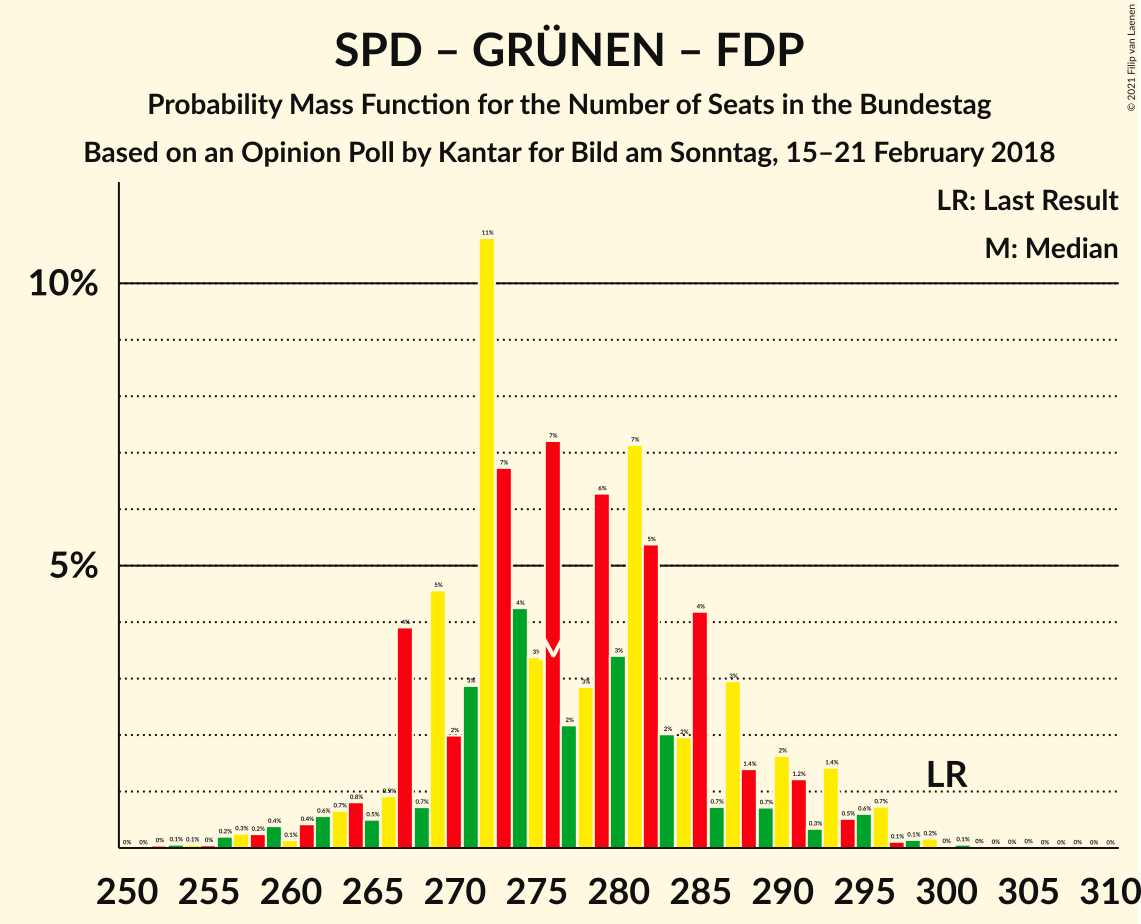 SPD – GRÜNEN – FDP
Probability Mass Function for the Number of Seats in the Bundestag
Based on an Opinion Poll by Kantar for Bild am Sonntag, 15–21 February 2018
© 2021 Filip van Laenen
LR: Last Result
M: Median
10%
5%
0% 0% 0% 0.1% 0.1% 0% 0.2% 0.3% 0.2% 0.4% 0.1% 0.4% 0.6% 0.7% 0.8% 0.5% 0.9% 4% 0.7% 5% 2% 3% 11% 7% 4% 3% 7% 2% 3% 6% 3% 7% 5% 2% 2% 4% 0.7% 3% 1.4% 0.7% 2% 1.2% 0.3% 1.4% 0.5% 0.6% 0.7% 0.1% 0.1% 0.2% 0% 0.1% 0% 0% 0% 0% 0% 0% 0% 0% 0%
M
LR
250 255 260 265 270 275 280 285 290 295 300 305 310